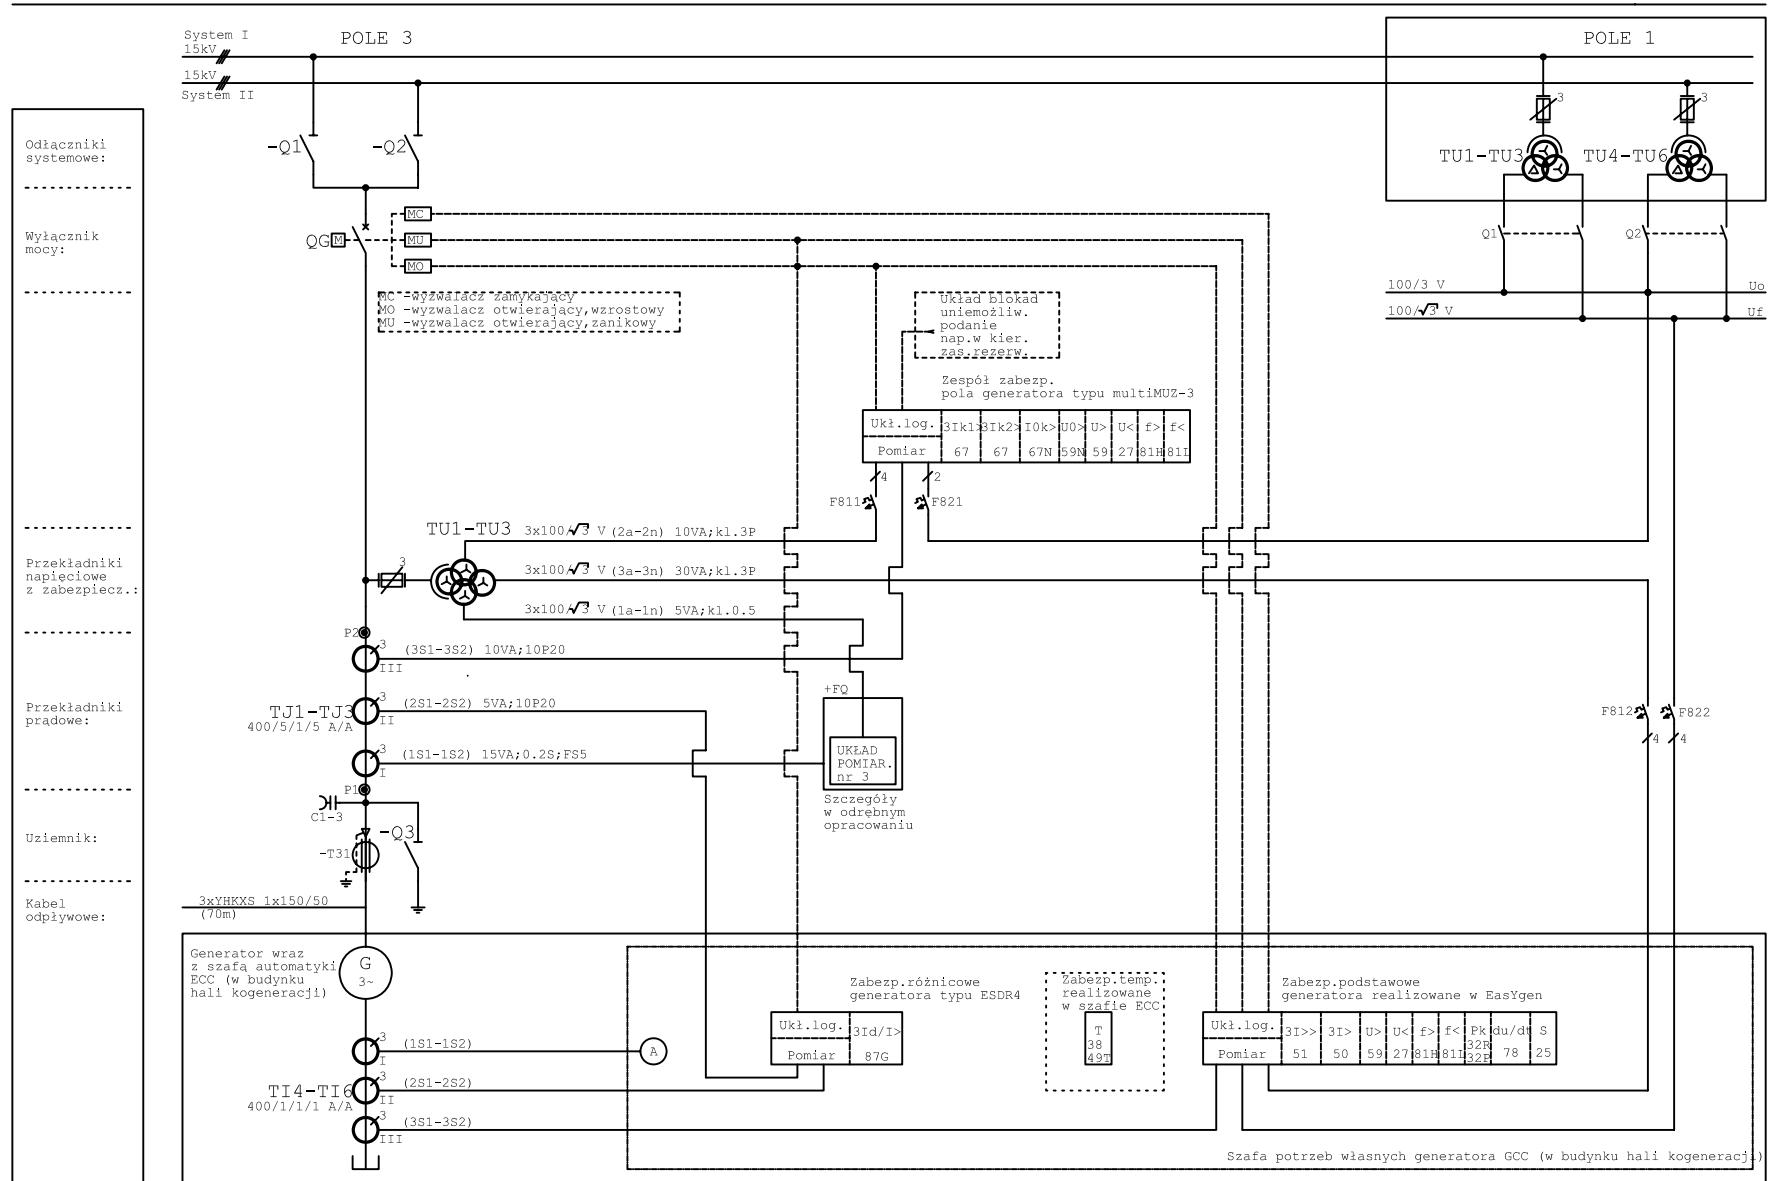 System I
15kV
POLE 3
15kV
System II
POLE 1
3
3
TU1-TU3
TU4-TU6
Q1
Q2
100/3 V
Uo
100/√3 V
Uf
Odłączniki
systemowe:
Wyłącznik
mocy:
Przekładniki
napięciowe
z zabezpiecz.:
Przekładniki
prądowe:
Uziemnik:
Kabel
odpływowe:
-Q1
-Q2
QG
M
MC
MU
MO
MC -wyzwalacz zamykający
MO -wyzwalacz otwierający,wzrostowy
MU -wyzwalacz otwierający,zanikowy
Układ blokad
uniemożliw.
podanie
nap.w kier.
zas.rezerw.
Zespół zabezp.
pola generatora typu multiMUZ-3
Ukł.log.
Pomiar
3Ik1> 3Ik2> I0k> U0> U> U< f> f<
67 67 67N 59N 59 27 81H 81L
4
2
F811
F821
TU1-TU3
3x100/√3 V (2a-2n) 10VA;kl.3P
3
3x100/√3 V (3a-3n) 30VA;kl.3P
3x100/√3 V (1a-1n) 5VA;kl.0.5
P2
3
III
(3S1-3S2) 10VA;10P20
TJ1-TJ3
400/5/1/5 A/A
3
II
(2S1-2S2) 5VA;10P20
3
I
(1S1-1S2) 15VA;0.2S;FS5
P1
+FQ
UKŁAD
POMIAR.
nr 3
Szczegóły
w odrębnym
opracowaniu
F812
F822
4
4
C1-3
-T31
-Q3
3xYHKXS 1x150/50
(70m)
Generator wraz
z szafą automatyki
ECC (w budynku
hali kogeneracji)
G
3~
Zabezp.różnicowe
generatora typu ESDR4
Ukł.log.
Pomiar
3Id/I>
87G
Zabezp.temp.
realizowane
w szafie ECC
T
38
49T
Zabezp.podstawowe
generatora realizowane w EasYgen
Ukł.log.
Pomiar
3I>> 3I> U> U< f> f< Pk du/dt S
51 50 59 27 81H 81L 32R 32P 78 25
3
I
(1S1-1S2)
A
TI4-TI6
400/1/1/1 A/A
3
II
(2S1-2S2)
3
III
(3S1-3S2)
Szafa potrzeb własnych generatora GCC (w budynku hali kogeneracji)